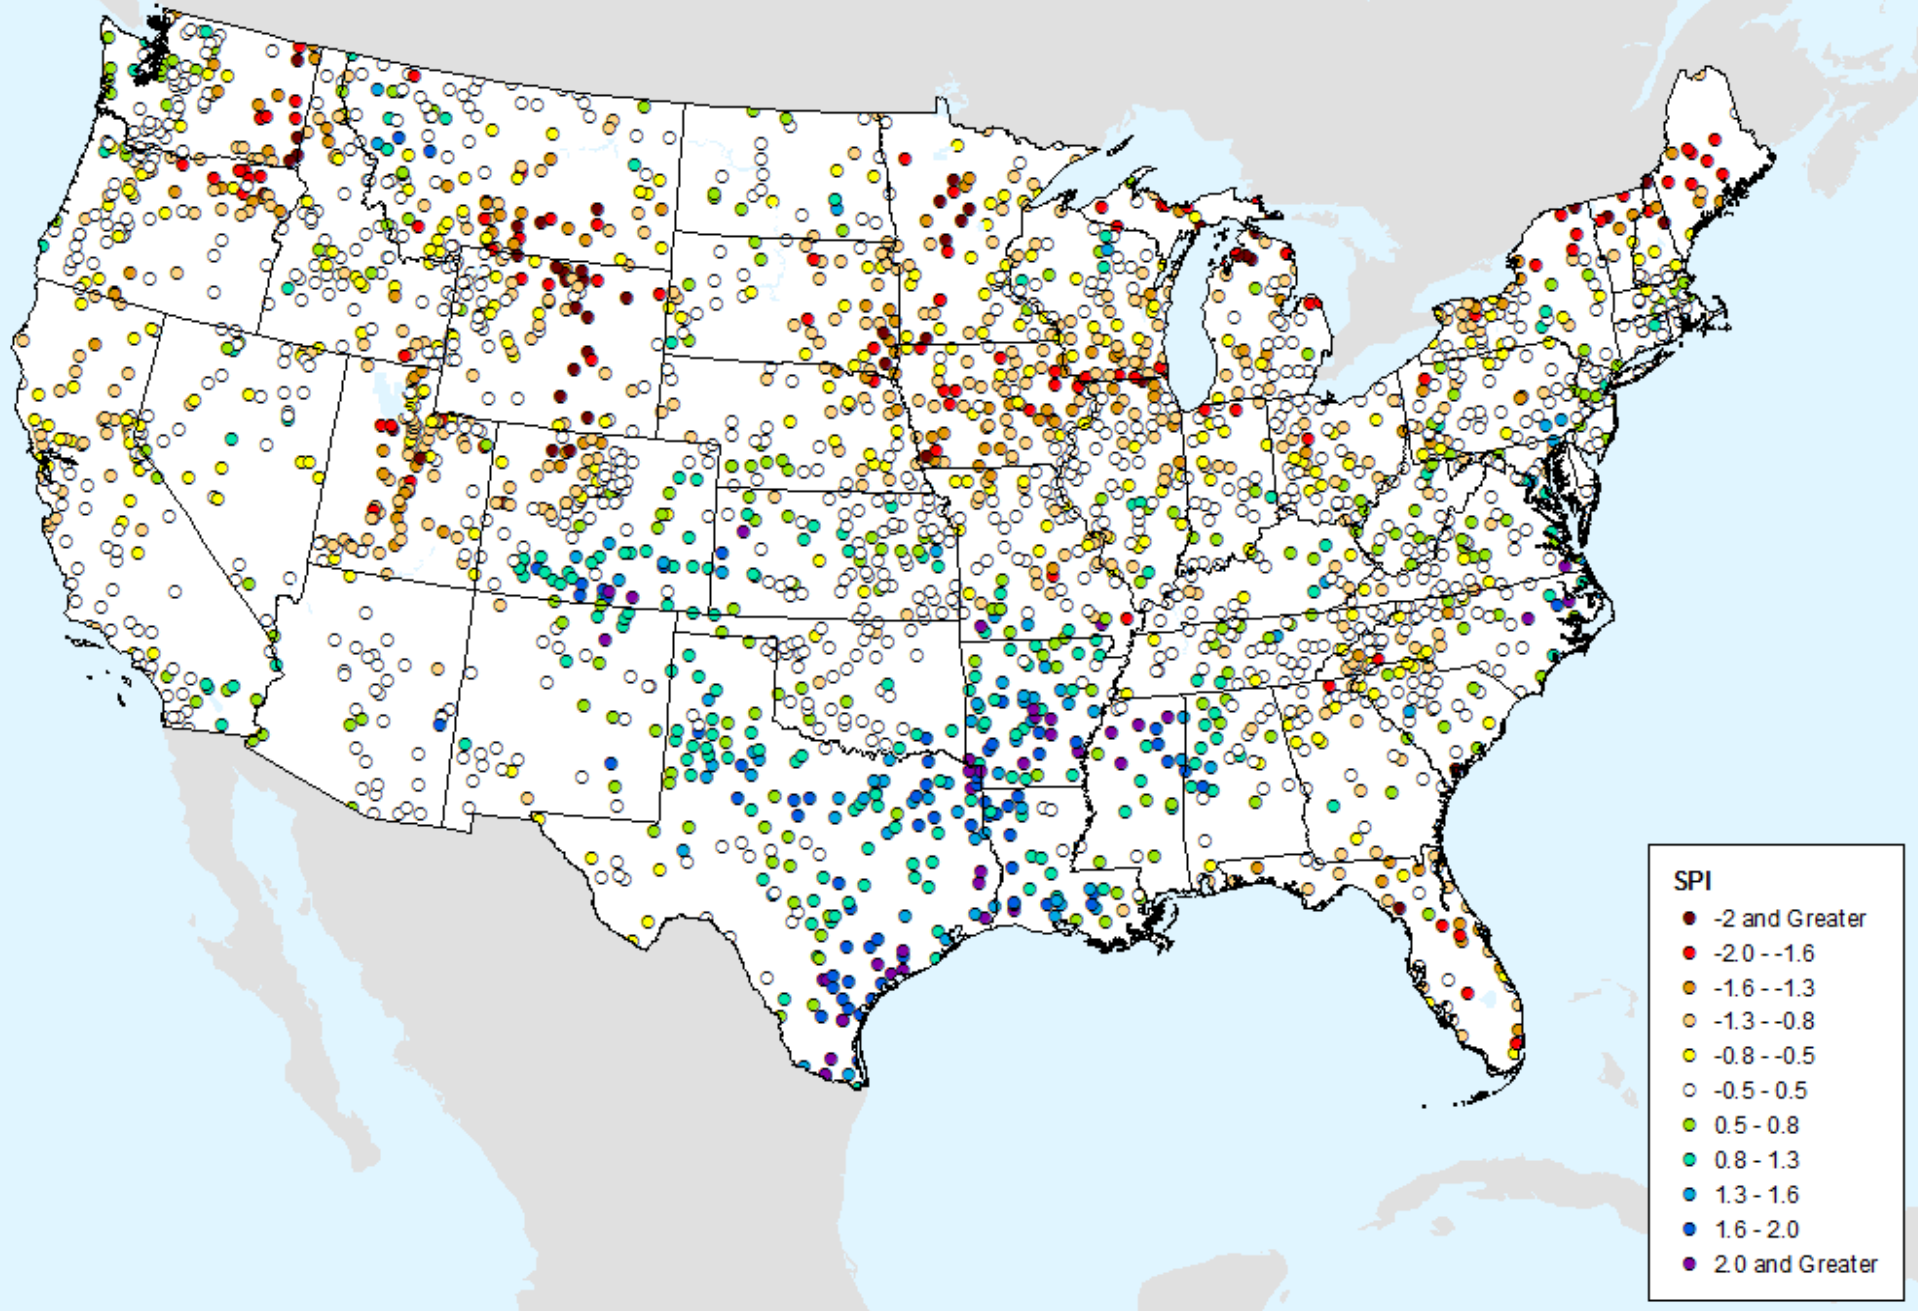 SPI
-2 and Greater
-2.0 - -1.6
-1.6 - -1.3
-1.3 - -0.8
-0.8 - -0.5
-0.5 - 0.5
0.5 - 0.8
0.8 - 1.3
1.3 - 1.6
1.6 - 2.0
2.0 and Greater